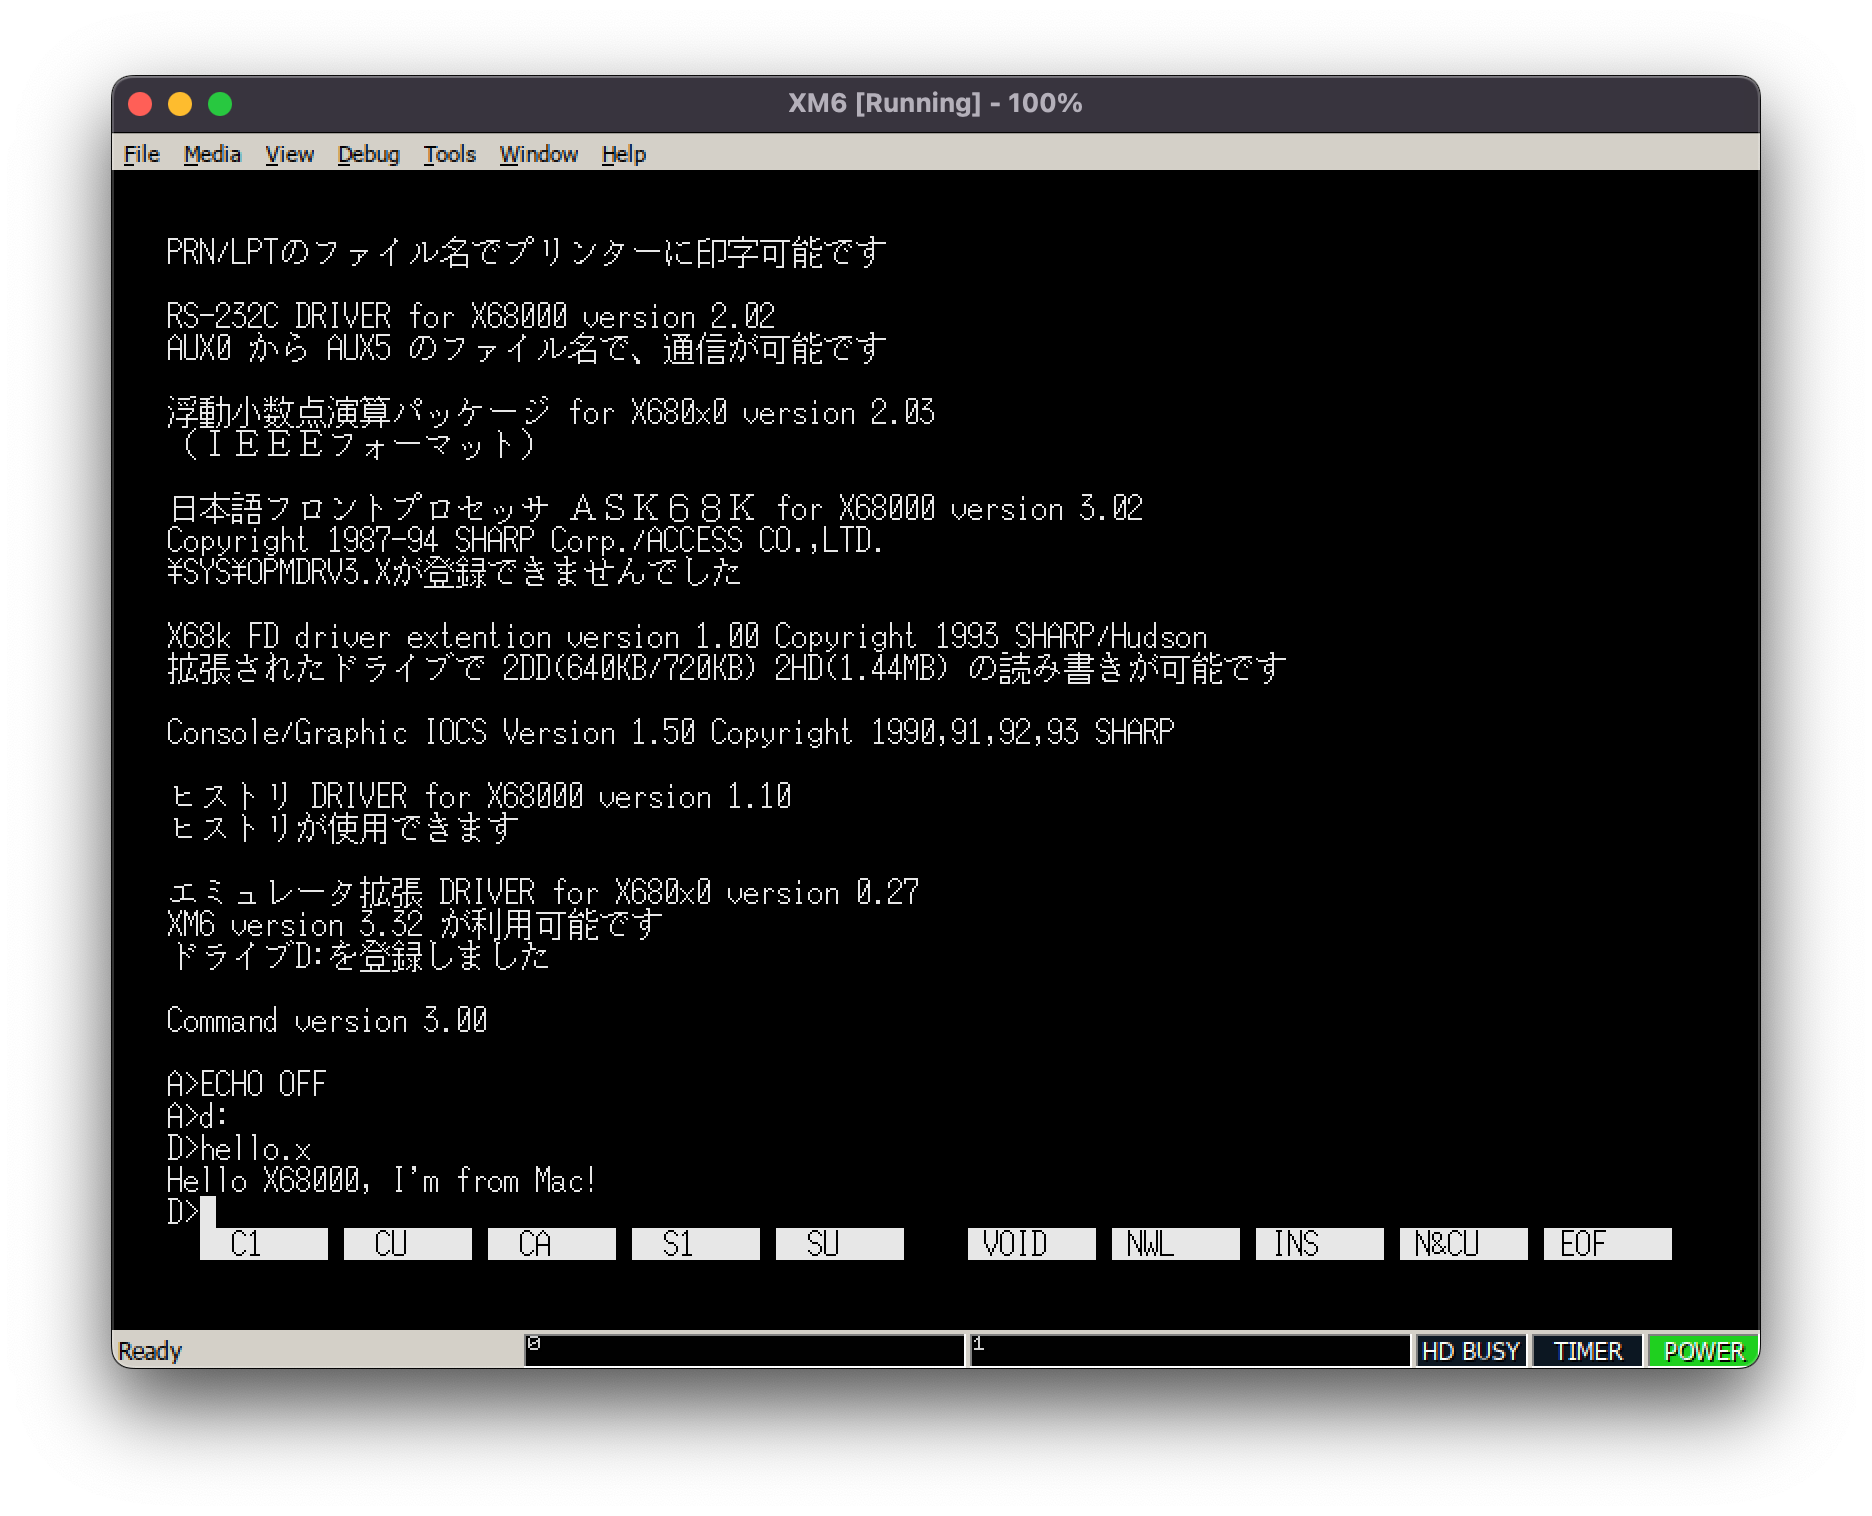 XM6 [Running] - 100%
File Media View Debug Tools Window Help
PRN/LPTのファイル名でプリンターに印字可能です
RS-232C DRIVER for X68000 version 2.02
AUX0 から AUX5 のファイル名で、通信が可能です
浮動小数点演算パッケージ for X680x0 version 2.03
（ＩＥＥＥフォーマット）
日本語フロントプロセッサ ＡＳＫ６８Ｋ for X68000 version 3.02
Copyright 1987-94 SHARP Corp./ACCESS CO.,LTD.
¥SYS¥OPMDRV3.Xが登録できませんでした
X68k FD driver extention version 1.00 Copyright 1993 SHARP/Hudson
拡張されたドライブで 2DD(640KB/720KB) 2HD(1.44MB) の読み書きが可能です
Console/Graphic IOCS Version 1.50 Copyright 1990,91,92,93 SHARP
ヒストリ DRIVER for X68000 version 1.10
ヒストリが使用できます
エミュレータ拡張 DRIVER for X680x0 version 0.27
XM6 version 3.32 が利用可能です
ドライブD:を登録しました
Command version 3.00
A>ECHO OFF
A>d:
D>hello.x
Hello X68000, I'm from Mac!
D>
C1 CU CA S1 SU VOID NWL INS N&CU EOF
Ready 0 1 HD BUSY TIMER POWER